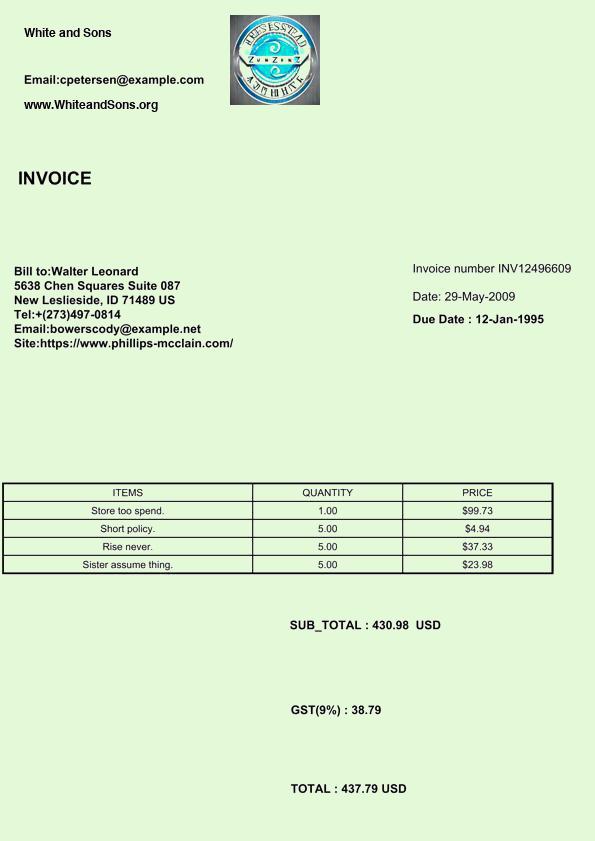 White and Sons
Email:cpetersen@example.com
www.WhiteandSons.org
INVOICE
Bill to:Walter Leonard
5638 Chen Squares Suite 087
New Leslieside, ID 71489 US
Tel:+(273)497-0814
Email:bowerscody@example.net
Site:https://www.phillips-mcclain.com/
Invoice number INV12496609
Date: 29-May-2009
Due Date : 12-Jan-1995
ITEMS QUANTITY PRICE
Store too spend. 1.00 $99.73
Short policy. 5.00 $4.94
Rise never. 5.00 $37.33
Sister assume thing. 5.00 $23.98
SUB_TOTAL : 430.98 USD
GST(9%) : 38.79
TOTAL : 437.79 USD